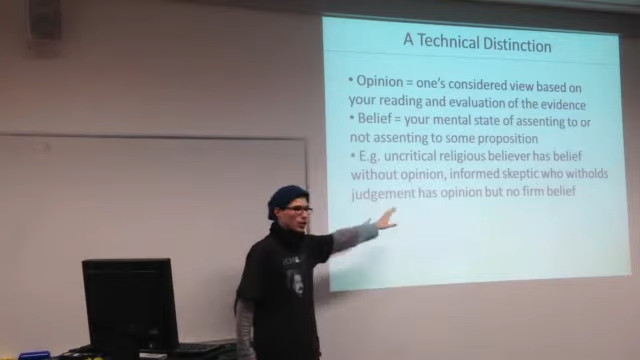 A Technical Distinction
• Opinion = one's considered view based on
your reading and evaluation of the evidence
• Belief = your mental state of assenting to or
not assenting to some proposition
• E.g. uncritical religious believer has belief
without opinion, informed skeptic who witholds
judgement has opinion but no firm belief